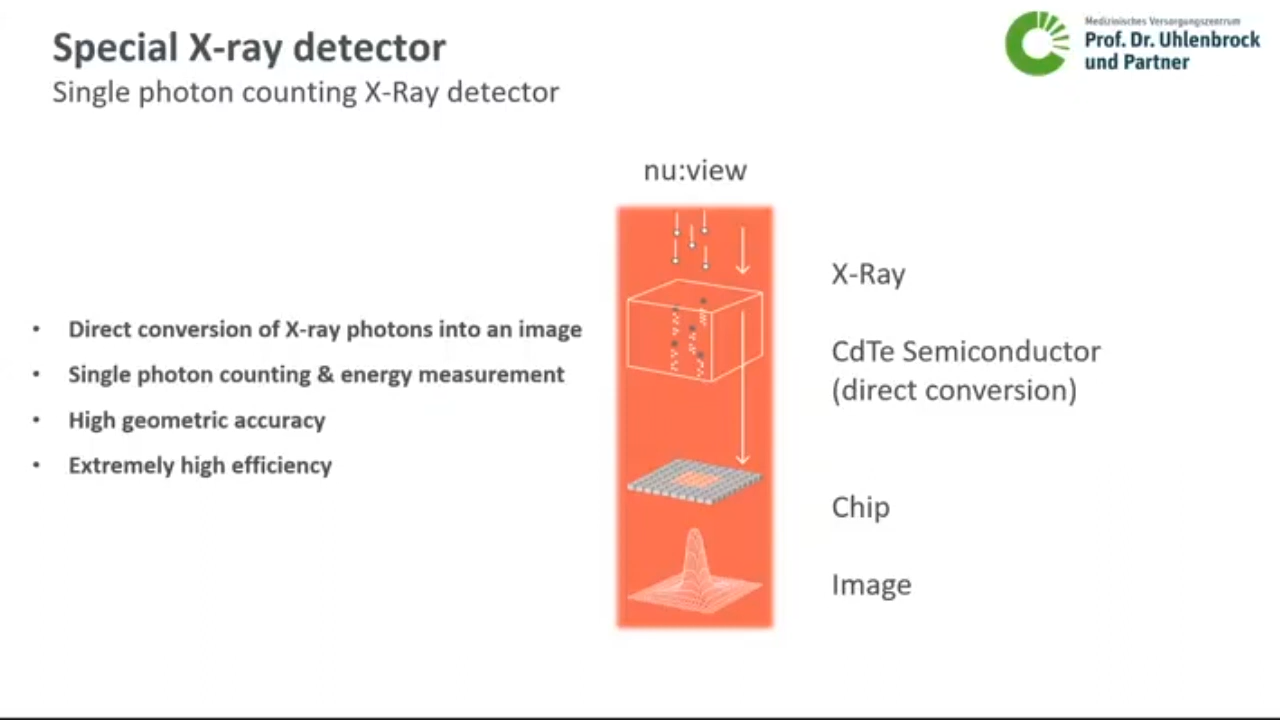 Special X-ray detector
Single photon counting X-Ray detector
Medizinisches Versorgungszentrum
Prof. Dr. Uhlenbrock
und Partner
nu:view
• Direct conversion of X-ray photons into an image
• Single photon counting & energy measurement
• High geometric accuracy
• Extremely high efficiency
X-Ray
CdTe Semiconductor
(direct conversion)
Chip
Image